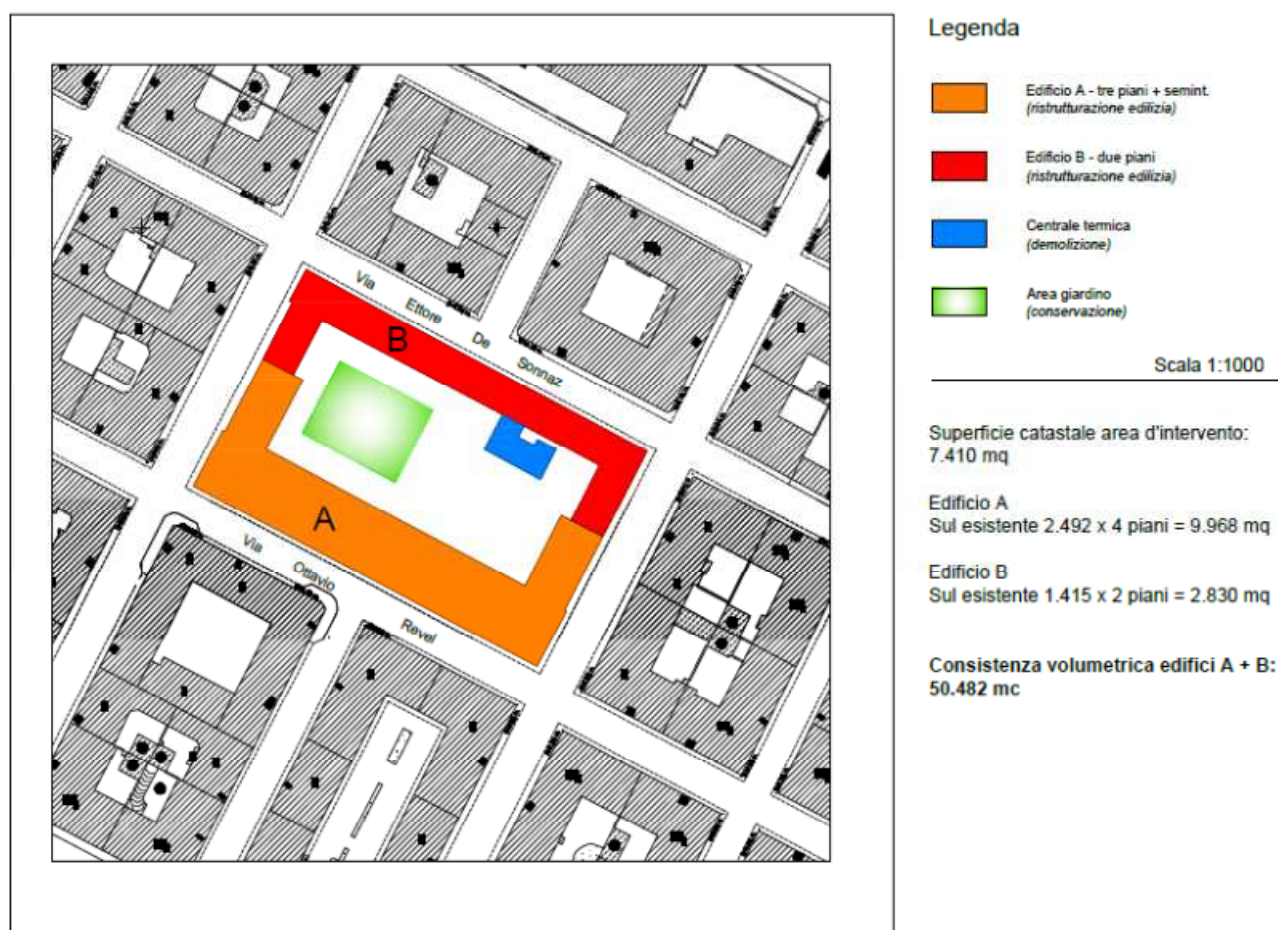 Legenda
Edificio A - tre piani + semint.
(ristrutturazione edilizia)
Edificio B - due piani
(ristrutturazione edilizia)
Centrale termica
(demolizione)
Area giardino
(conservazione)
Scala 1:1000
Superficie catastale area d'intervento:
7.410 mq
Edificio A
Sul esistente 2.492 x 4 piani = 9.968 mq
Edificio B
Sul esistente 1.415 x 2 piani = 2.830 mq
Consistenza volumetrica edifici A + B:
50.482 mc
Via Ettore De Sonnaz
B
A
Via Ottavio Revel